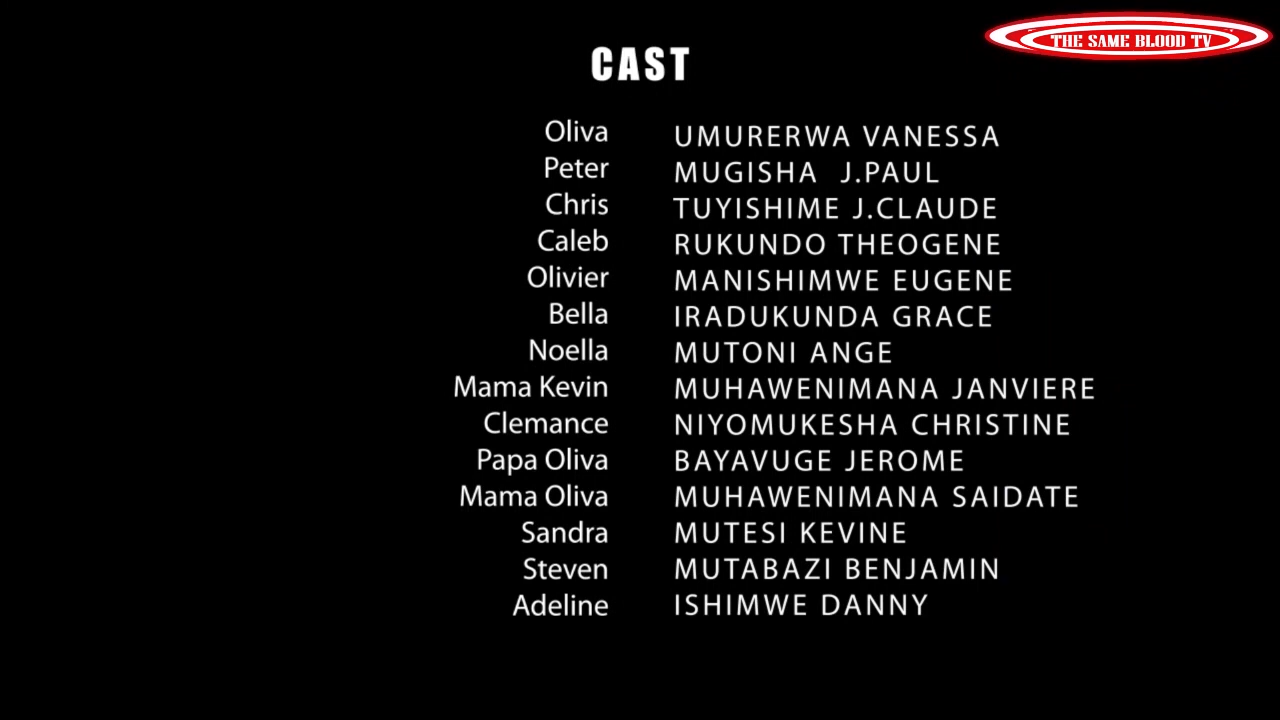 THE SAME BLOOD TV
CAST
Oliva UMURERWA VANESSA
Peter MUGISHA J.PAUL
Chris TUYISHIME J.CLAUDE
Caleb RUKUNDO THEOGENE
Olivier MANISHIMWE EUGENE
Bella IRADUKUNDA GRACE
Noella MUTONI ANGE
Mama Kevin MUHAWENIMANA JANVIERE
Clemance NIYOMUKESHA CHRISTINE
Papa Oliva BAYAVUGE JEROME
Mama Oliva MUHAWENIMANA SAIDATE
Sandra MUTESI KEVINE
Steven MUTABAZI BENJAMIN
Adeline ISHIMWE DANNY